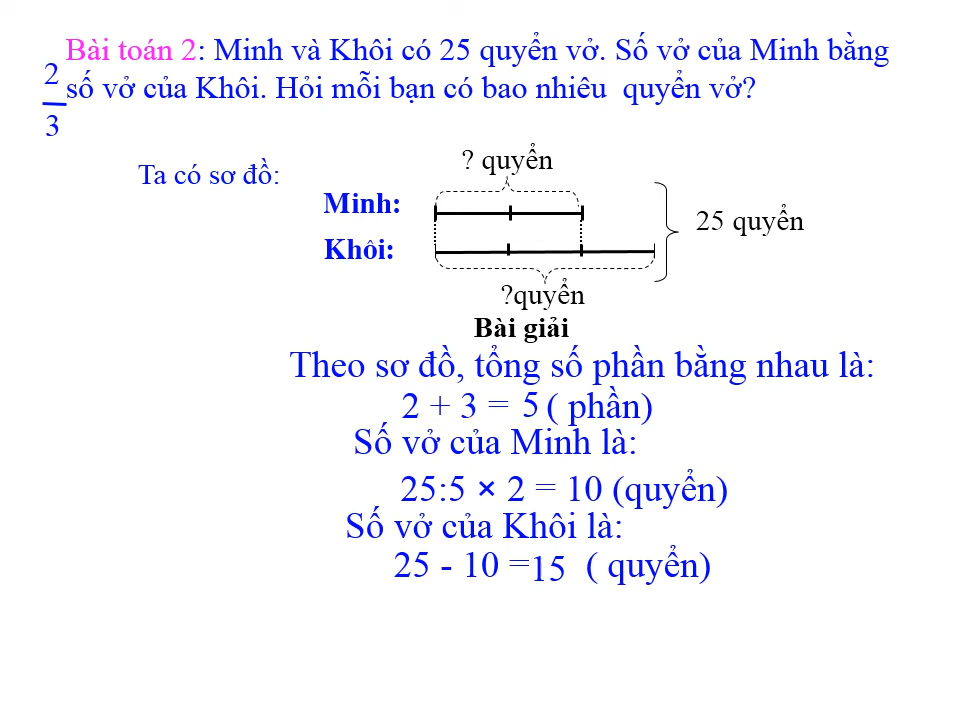 Bài toán 2: Minh và Khôi có 25 quyển vở. Số vở của Minh bằng
2
3
số vở của Khôi. Hỏi mỗi bạn có bao nhiêu quyển vở?
Ta có sơ đồ:
? quyển
Minh:
25 quyển
Khôi:
?quyển
Bài giải
Theo sơ đồ, tổng số phần bằng nhau là:
2 + 3 = 5 ( phần)
Số vở của Minh là:
25:5 × 2 = 10 (quyển)
Số vở của Khôi là:
25 - 10 =15 ( quyển)